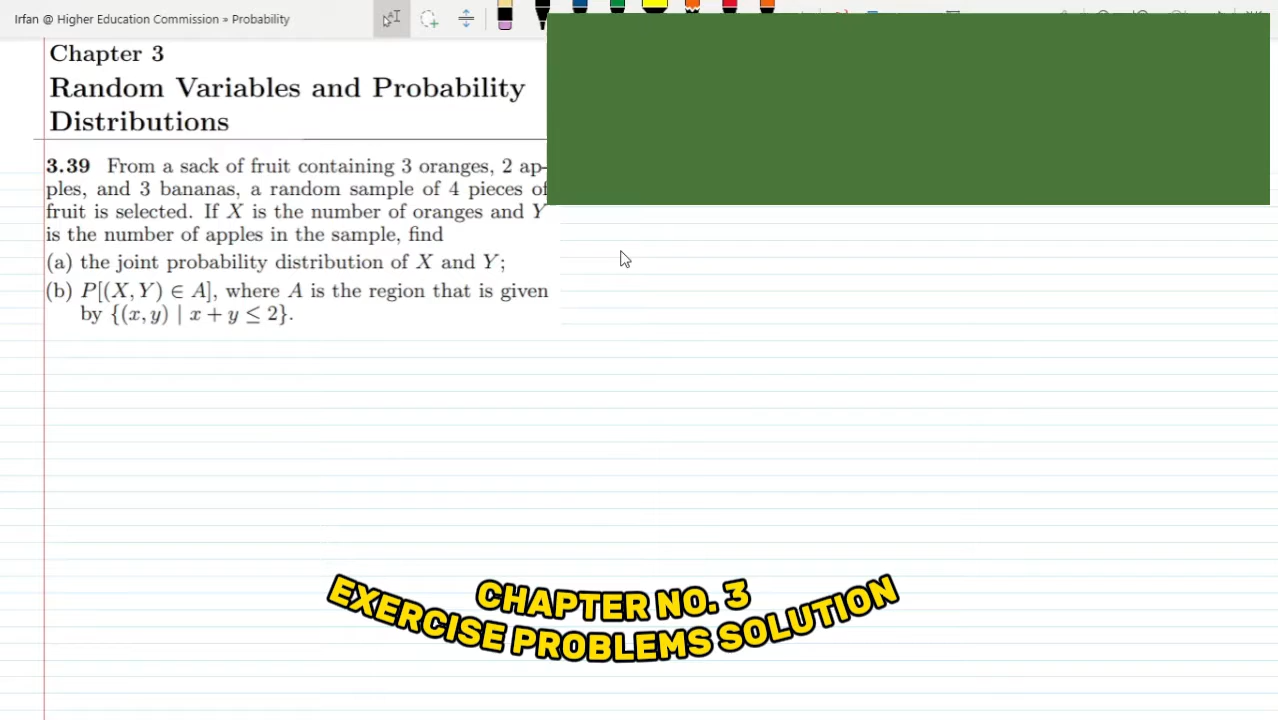 Irfan @ Higher Education Commission » Probability
Chapter 3
Random Variables and Probability
Distributions
3.39 From a sack of fruit containing 3 oranges, 2 ap-
ples, and 3 bananas, a random sample of 4 pieces of
fruit is selected. If X is the number of oranges and Y
is the number of apples in the sample, find
(a) the joint probability distribution of X and Y;
(b) P[(X, Y) ∈ A], where A is the region that is given
by {(x, y) | x + y ≤ 2}.
CHAPTER NO. 3
EXERCISE PROBLEMS SOLUTION